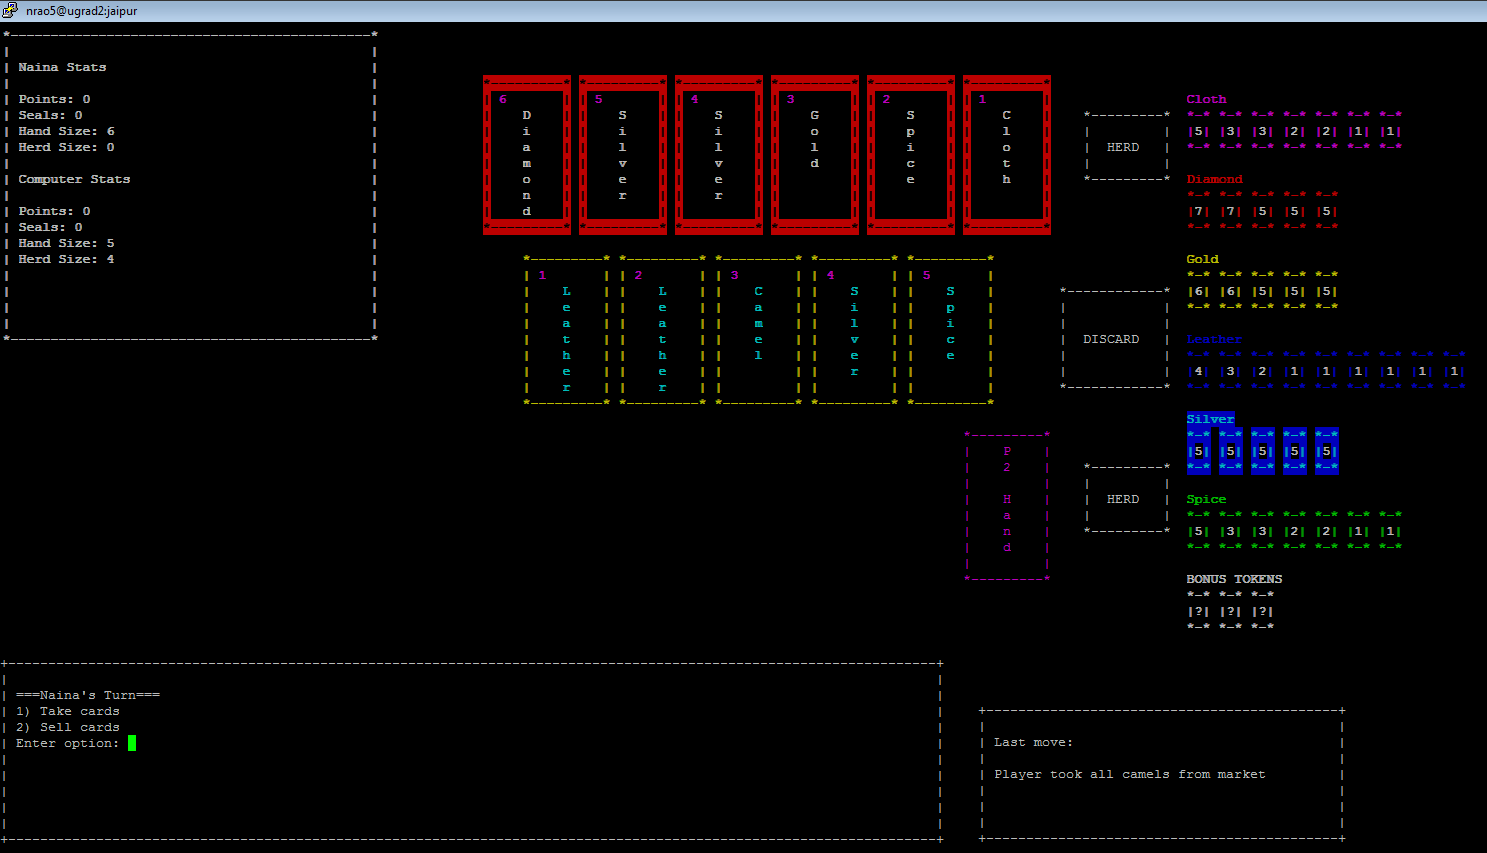 nrao5@ugrad2:jaipur
Naina Stats
Points: 0
Seals: 0
Hand Size: 6
Herd Size: 0
Computer Stats
Points: 0
Seals: 0
Hand Size: 5
Herd Size: 4
6 Diamond
5 Silver
4 Silver
3 Gold
2 Spice
1 Cloth
HERD
1 Leather
2 Leather
3 Camel
4 Silver
5 Spice
DISCARD
P2 Hand
HERD
Cloth
|5| |3| |3| |2| |2| |1| |1|
Diamond
|7| |7| |5| |5| |5|
Gold
|6| |6| |5| |5| |5|
Leather
|4| |3| |2| |1| |1| |1| |1| |1| |1|
Silver
|5| |5| |5| |5| |5|
Spice
|5| |3| |3| |2| |2| |1| |1|
BONUS TOKENS
|?| |?| |?|
===Naina's Turn===
1) Take cards
2) Sell cards
Enter option:
Last move:
Player took all camels from market